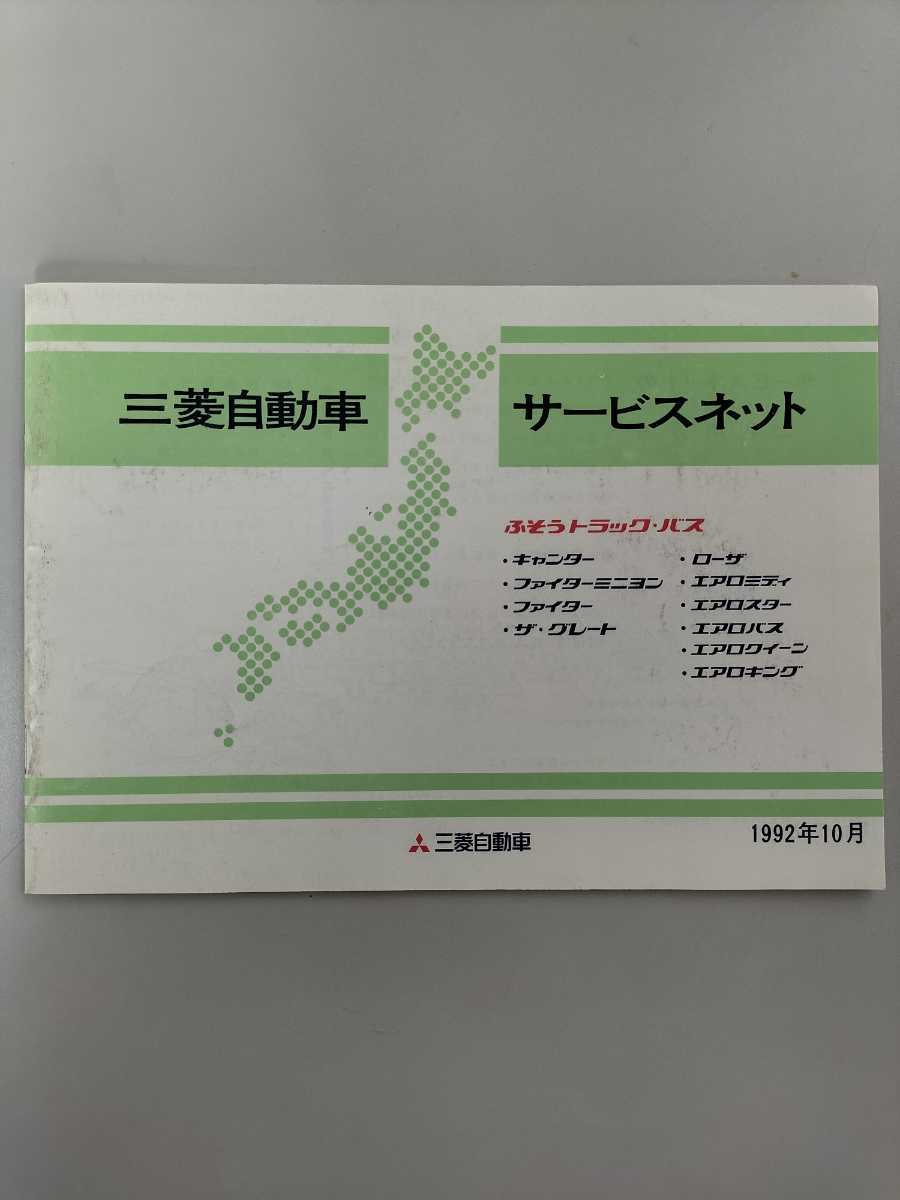 三菱自動車
サービスネット
ふそうトラック・バス
・キャンター
・ファイターミニヨン
・ファイター
・ザ・グレート
・ローザ
・エアロミディ
・エアロスター
・エアロバス
・エアロクィーン
・エアロキング
三菱自動車
1992年10月